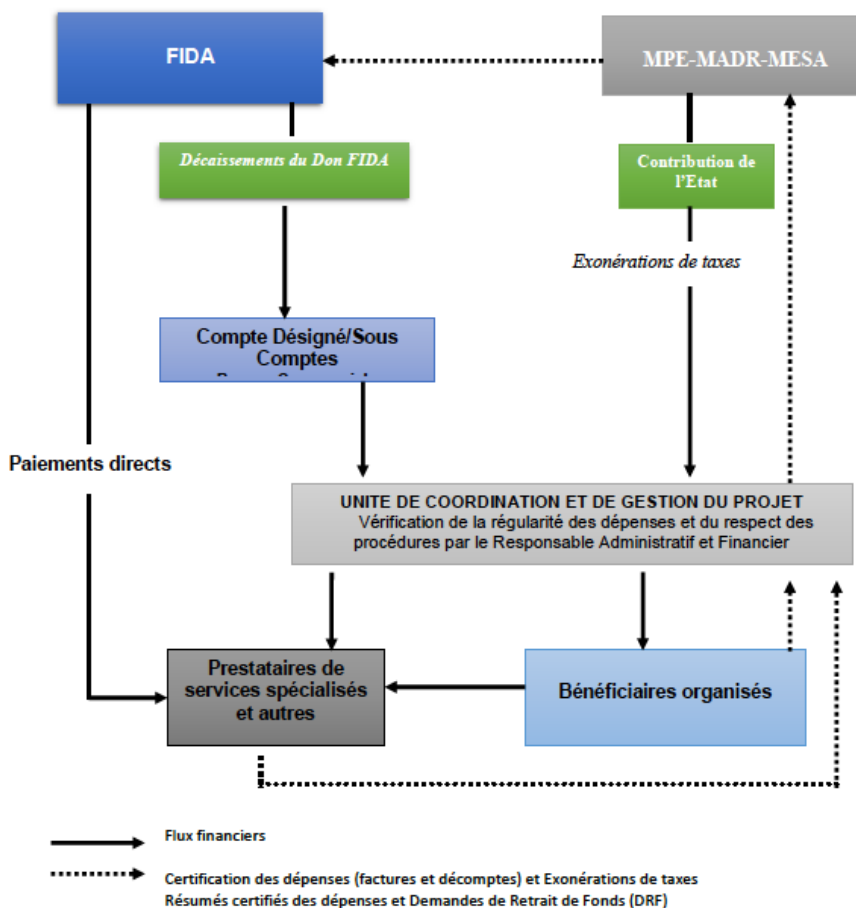 FIDA
MPE-MADR-MESA
Décaissements du Don FIDA
Contribution de
l'Etat
Exonérations de taxes
Compte Désigné/Sous
Comptes
Paiements directs
UNITE DE COORDINATION ET DE GESTION DU PROJET
Vérification de la régularité des dépenses et du respect des
procédures par le Responsable Administratif et Financier
Prestataires de
services spécialisés
et autres
Bénéficiaires organisés
Flux financiers
Certification des dépenses (factures et décomptes) et Exonérations de taxes
Résumés certifiés des dépenses et Demandes de Retrait de Fonds (DRF)